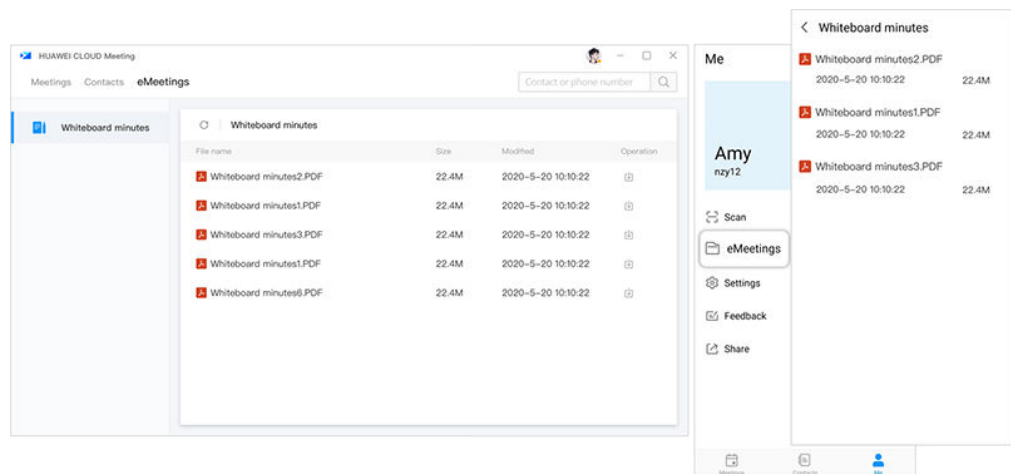 HUAWEI CLOUD Meeting
Meetings Contacts eMeetings
Contact or phone number
Whiteboard minutes
Whiteboard minutes
File name Size Modified Operation
Whiteboard minutes2.PDF 22.4M 2020-5-20 10:10:22
Whiteboard minutes1.PDF 22.4M 2020-5-20 10:10:22
Whiteboard minutes3.PDF 22.4M 2020-5-20 10:10:22
Whiteboard minutes1.PDF 22.4M 2020-5-20 10:10:22
Whiteboard minutes6.PDF 22.4M 2020-5-20 10:10:22
Me
Amy
nzy12
Scan
eMeetings
Settings
Feedback
Share
Meetings Contacts Me
Whiteboard minutes
Whiteboard minutes2.PDF
2020-5-20 10:10:22 22.4M
Whiteboard minutes1.PDF
2020-5-20 10:10:22 22.4M
Whiteboard minutes3.PDF
2020-5-20 10:10:22 22.4M